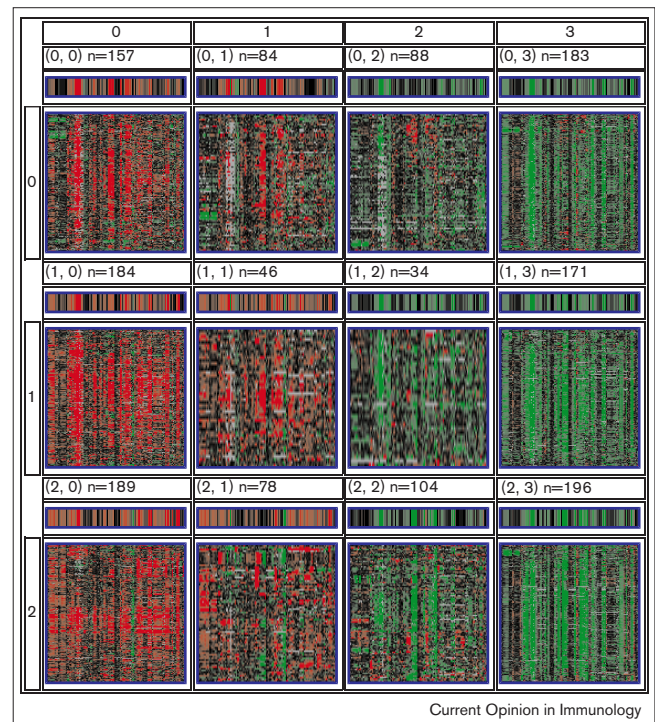 0 1 2 3
(0, 0) n=157 (0, 1) n=84 (0, 2) n=88 (0, 3) n=183
0
(1, 0) n=184 (1, 1) n=46 (1, 2) n=34 (1, 3) n=171
1
(2, 0) n=189 (2, 1) n=78 (2, 2) n=104 (2, 3) n=196
2
Current Opinion in Immunology